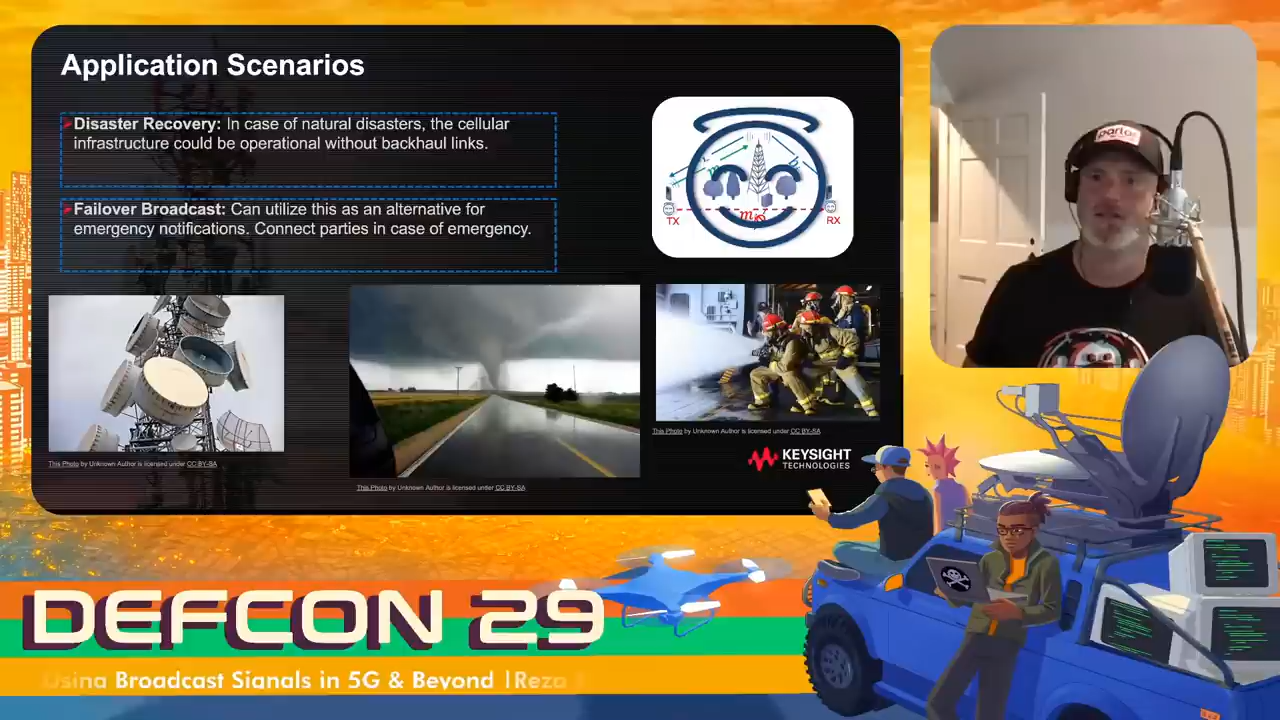 Application Scenarios
Disaster Recovery: In case of natural disasters, the cellular
infrastructure could be operational without backhaul links.
Failover Broadcast: Can utilize this as an alternative for
emergency notifications. Connect parties in case of emergency.
TX
m
RX
This Photo by Unknown Author is licensed under CC BY-SA
This Photo by Unknown Author is licensed under CC BY-SA
This Photo by Unknown Author is licensed under CC BY-SA
KEYSIGHT
TECHNOLOGIES
DEFCON 29
Using Broadcast Signals in 5G & Beyond | Reza